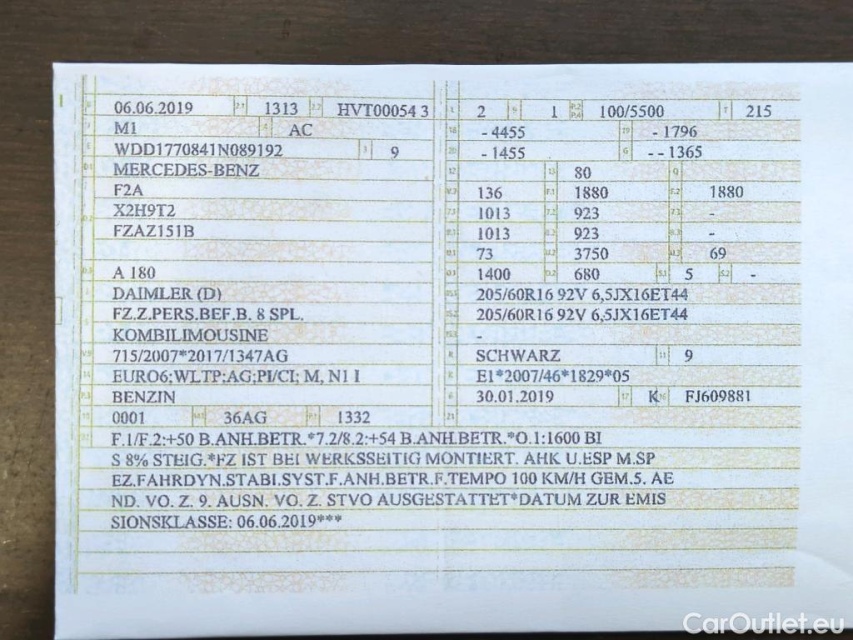 06.06.2019 1313 HVT00054 3
M1 AC
WDD1770841N089192 9
MERCEDES-BENZ
F2A
X2H9T2
FZAZ151B
A 180
DAIMLER (D)
FZ.Z.PERS.BEF.B. 8 SPL.
KOMBILIMOUSINE
715/2007*2017/1347AG
EURO6;WLTP;AG;PI/CI; M, N1 I
BENZIN
0001 36AG 1332
2 1 100/5500 215
- 4455 - 1796
- 1455 - - 1365
80
136 1880 1880
1013 923 -
1013 923 -
73 3750 69
1400 680 5 -
205/60R16 92V 6,5JX16ET44
205/60R16 92V 6,5JX16ET44
-
SCHWARZ 9
E1*2007/46*1829*05
30.01.2019 K FJ609881
F.1/F.2:+50 B.ANH.BETR.*7.2/8.2:+54 B.ANH.BETR.*O.1:1600 BI
S 8% STEIG.*FZ IST BEI WERKSSEITIG MONTIERT. AHK U.ESP M.SP
EZ.FAHRDYN.STABI.SYST.F.ANH.BETR.F.TEMPO 100 KM/H GEM.5. AE
ND. VO. Z. 9. AUSN. VO. Z. STVO AUSGESTATTET*DATUM ZUR EMIS
SIONSKLASSE: 06.06.2019***
CarOutlet.eu